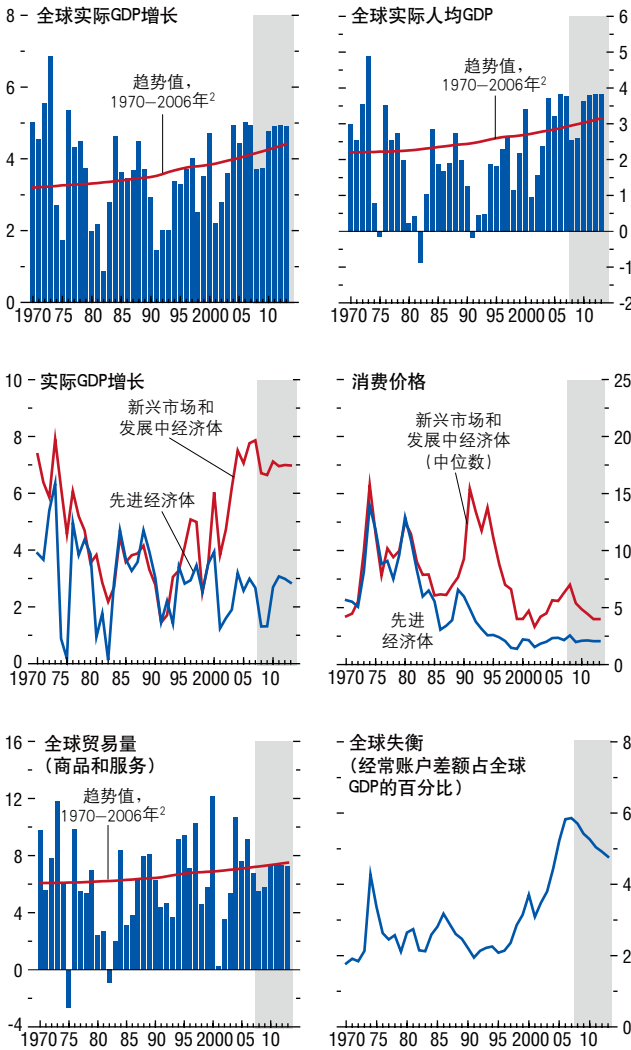 全球实际GDP增长
8
6
4
2
0
趋势值，
1970—2006年2
1970 75 80 85 90 95 2000 05 10
全球实际人均GDP
6
5
4
3
2
1
0
-1
-2
趋势值，
1970—2006年2
1970 75 80 85 90 95 2000 05 10
实际GDP增长
10
8
6
4
2
0
新兴市场和
发展中经济体
先进经济体
1970 75 80 85 90 95 2000 05 10
消费价格
25
20
15
10
5
0
新兴市场和
发展中经济体
（中位数）
先进
经济体
1970 75 80 85 90 95 2000 05 10
全球贸易量
（商品和服务）
16
12
8
4
0
-4
趋势值，
1970—2006年2
1970 75 80 85 90 95 2000 05 10
全球失衡
（经常账户差额占全球
GDP的百分比）
8
6
4
2
0
1970 75 80 85 90 95 2000 05 10